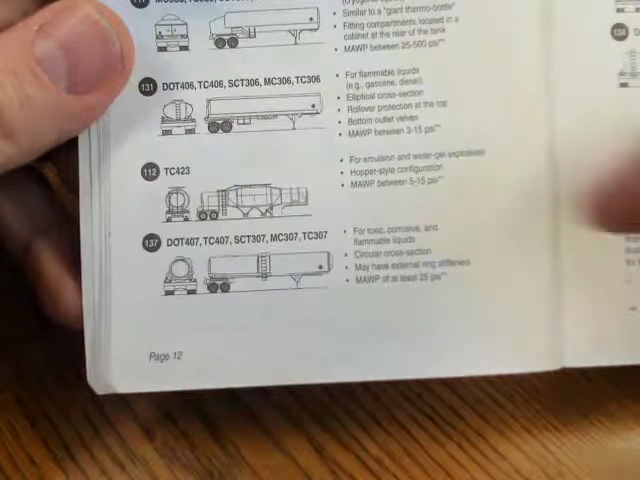 • Similar to a "giant thermo-bottle"
• Fitting compartments located in a
cabinet at the rear of the tank
• MAWP between 25-500 psi**
131 DOT406, TC406, SCT306, MC306, TC306
• For flammable liquids
(e.g., gasoline, diesel)
• Elliptical cross-section
• Rollover protection at the top
• Bottom outlet valves
• MAWP between 3-15 psi**
112 TC423
• For emulsion and water-gel explosives
• Hopper-style configuration
• MAWP between 5-15 psi**
137 DOT407, TC407, SCT307, MC307, TC307
• For toxic, corrosive, and
flammable liquids
• Circular cross-section
• May have external ring stiffeners
• MAWP of at least 25 psi**
Page 12